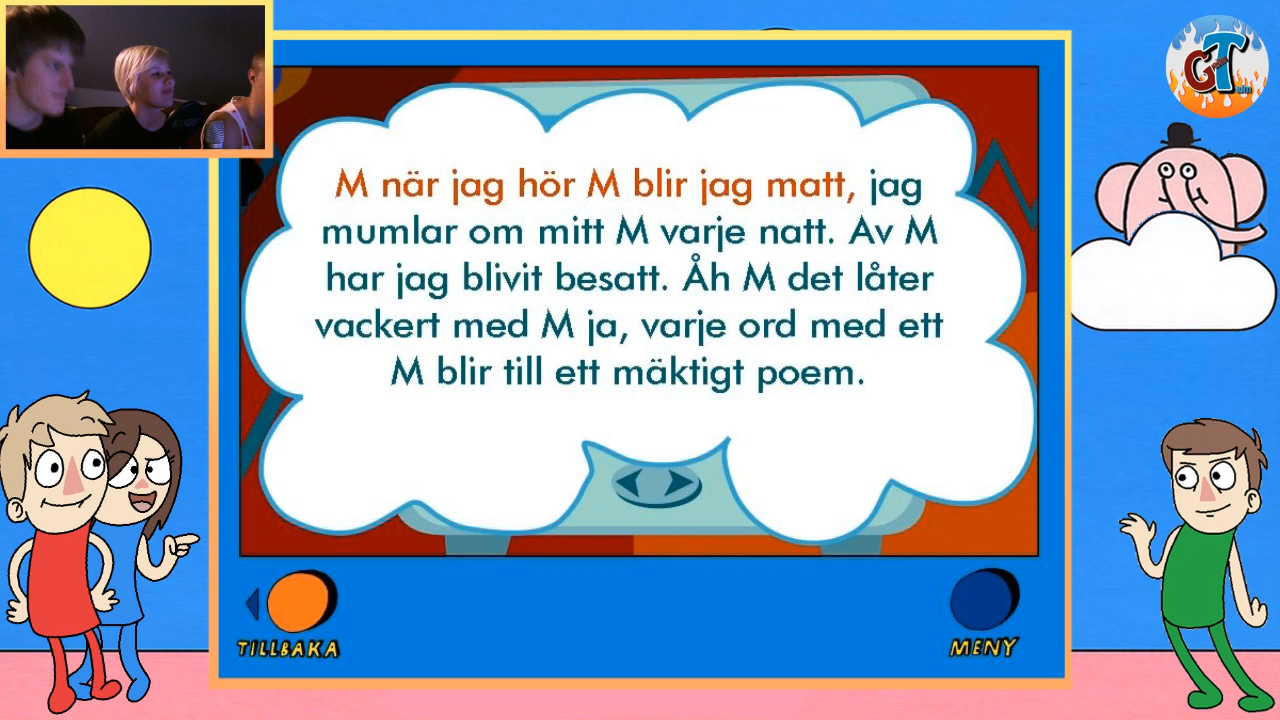 M när jag hör M blir jag matt, jag
mumlar om mitt M varje natt. Av M
har jag blivit besatt. Åh M det låter
vackert med M ja, varje ord med ett
M blir till ett mäktigt poem.
TILLBAKA
MENY
GT